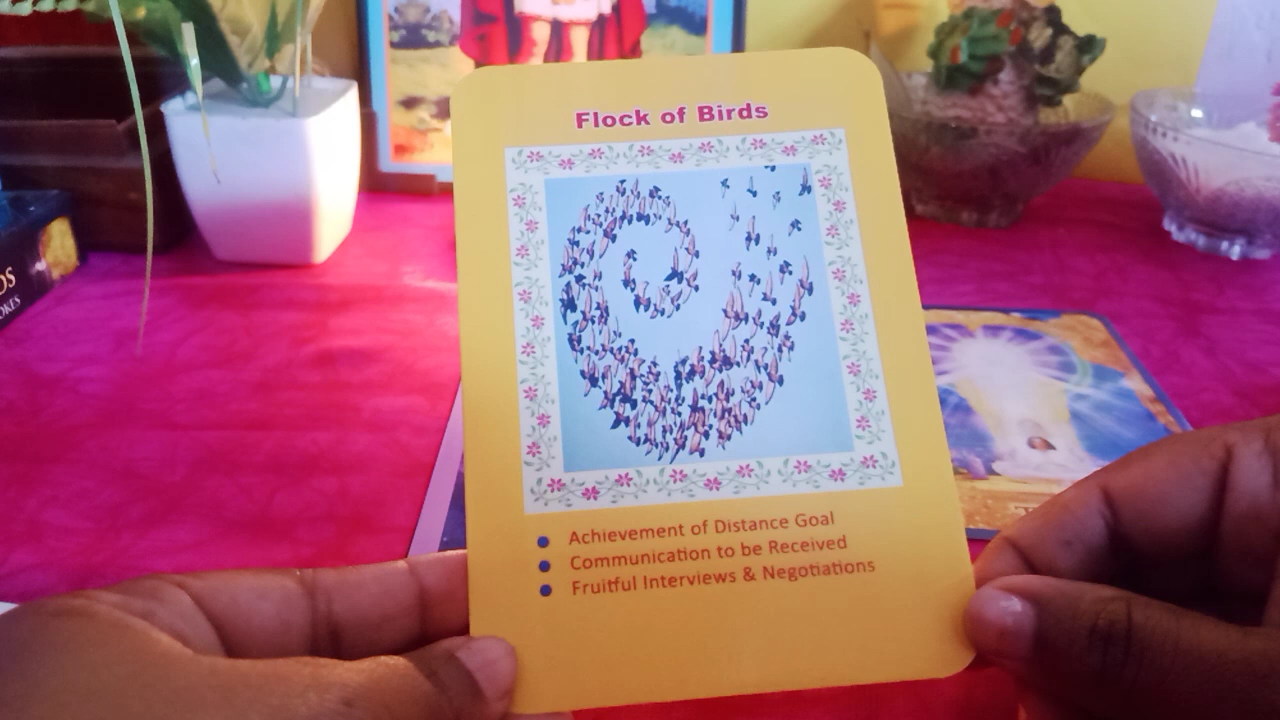 Flock of Birds
Achievement of Distance Goal
Communication to be Received
Fruitful Interviews & Negotiations